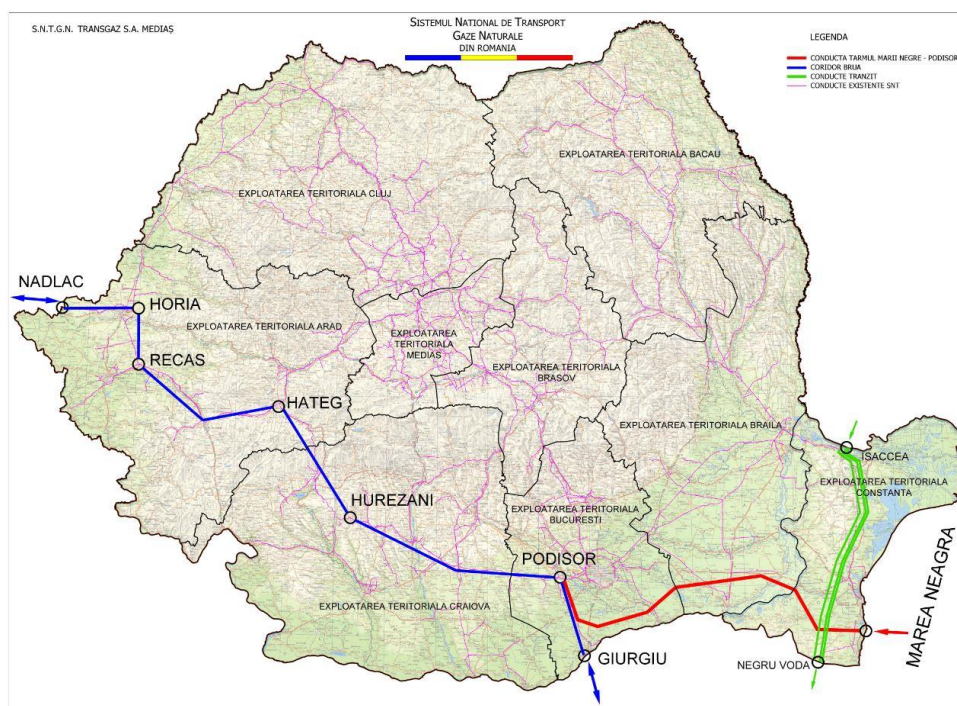 S.N.T.G.N. TRANSGAZ S.A. MEDIAȘ
SISTEMUL NATIONAL DE TRANSPORT
GAZE NATURALE
DIN ROMANIA
LEGENDA
CONDUCTA TARMUL MARII NEGRE - PODISOR
CORIDOR BRUA
CONDUCTE TRANZIT
CONDUCTE EXISTENTE SNT
EXPLOATAREA TERITORIALA BACAU
EXPLOATAREA TERITORIALA CLUJ
NADLAC
HORIA
EXPLOATAREA TERITORIALA ARAD
EXPLOATAREA
TERITORIALA
MEDIAS
RECAS
EXPLOATAREA TERITORIALA
BRASOV
HATEG
EXPLOATAREA TERITORIALA BRAILA
ISACCEA
EXPLOATAREA TERITORIALA
CONSTANTA
HUREZANI
EXPLOATAREA TERITORIALA
BUCURESTI
PODISOR
EXPLOATAREA TERITORIALA CRAIOVA
MAREA NEAGRA
GIURGIU
NEGRU VODA